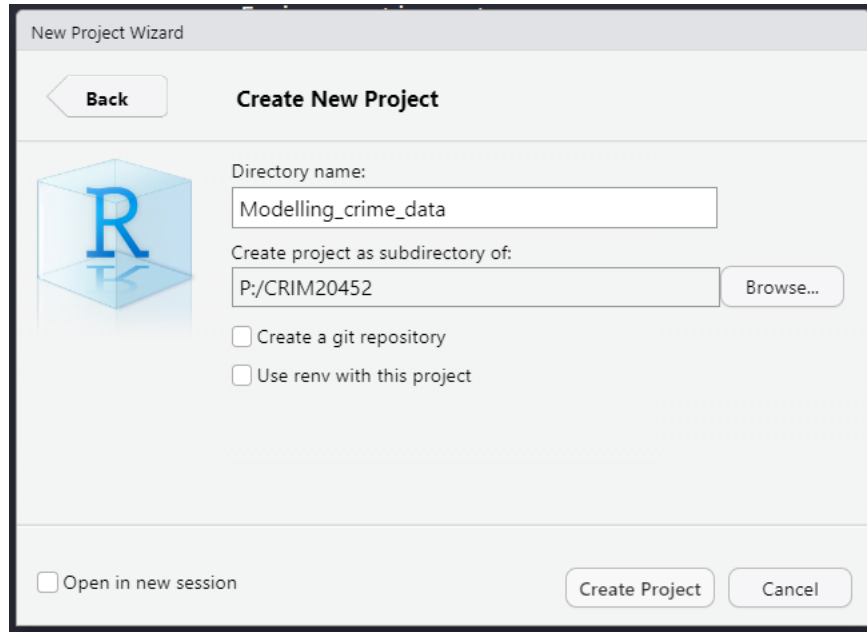 New Project Wizard
Back
Create New Project
R
Directory name:
Modelling_crime_data
Create project as subdirectory of:
P:/CRIM20452
Browse...
Create a git repository
Use renv with this project
Open in new session
Create Project
Cancel